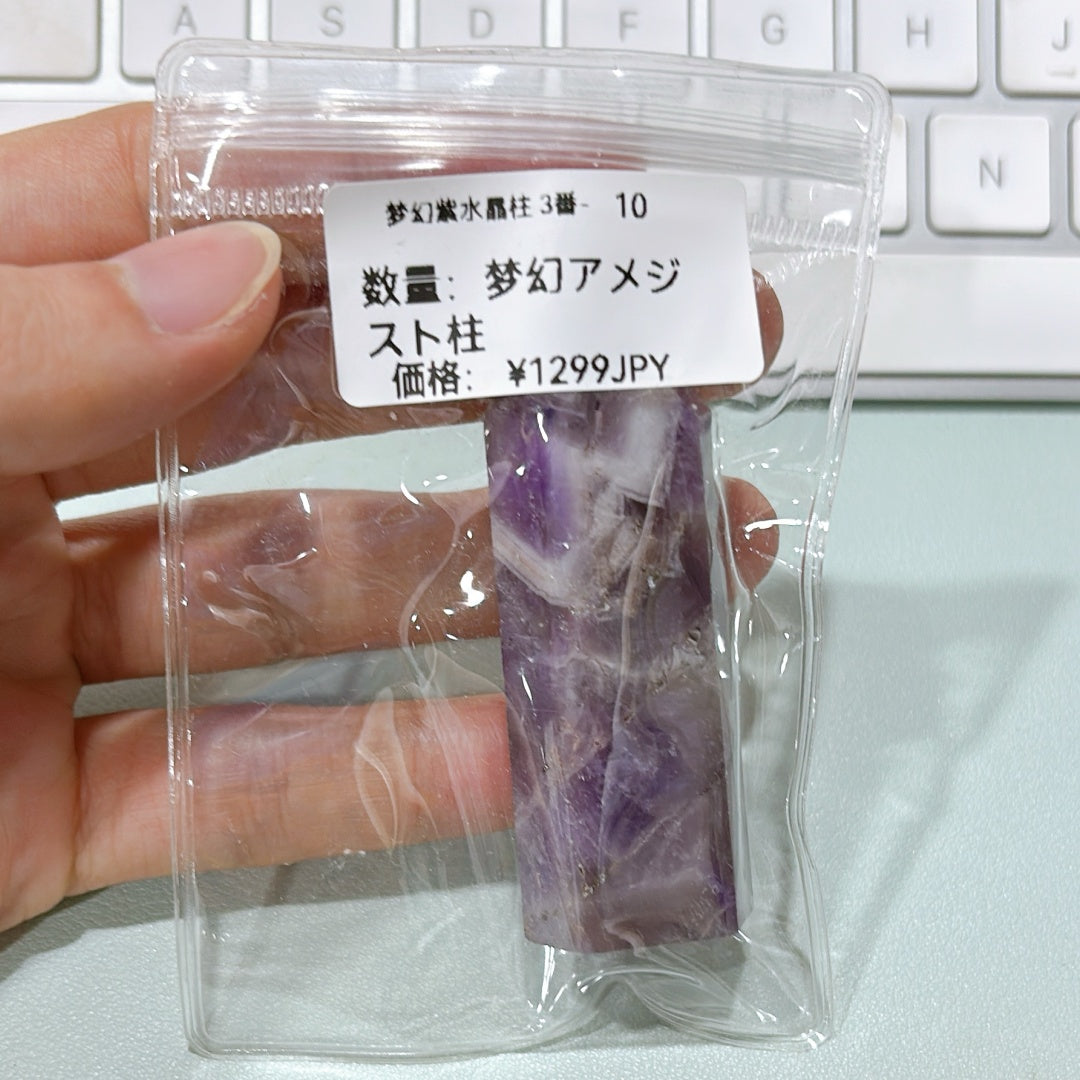 A S D F G H J
N
梦幻紫水晶柱 3番- 10
数量: 梦幻アメジ
スト柱
価格: ¥1299JPY